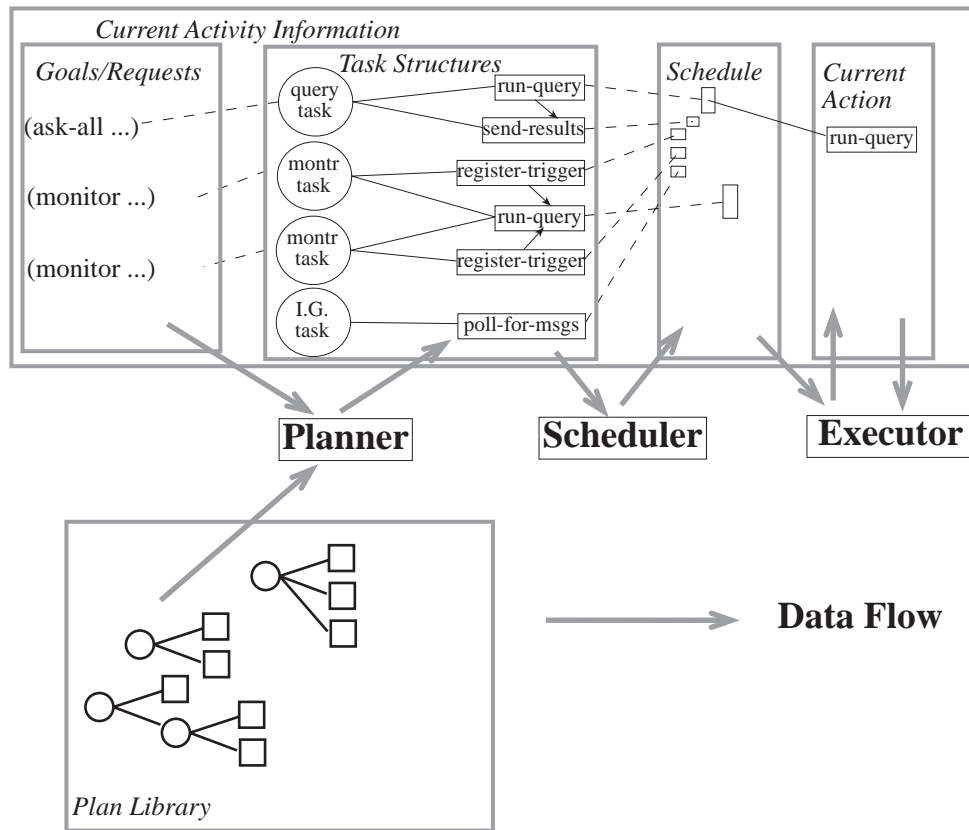 Current Activity Information
Goals/Requests
(ask-all ...)
(monitor ...)
(monitor ...)
Task Structures
query
task
montr
task
montr
task
I.G.
task
run-query
send-results
register-trigger
run-query
register-trigger
poll-for-msgs
Schedule
Current
Action
run-query
Planner
Scheduler
Executor
Data Flow
Plan Library